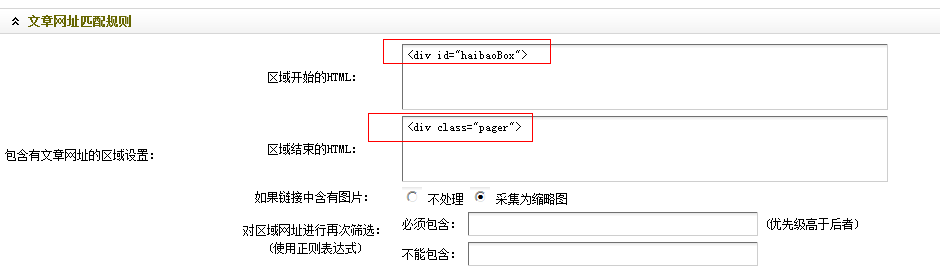 文章网址匹配规则
<div id="haibaoBox">
区域开始的HTML:
<div class="pager">
区域结束的HTML:
包含有文章网址的区域设置:
如果链接中含有图片: 不处理 采集为缩略图
对区域网址进行再次筛选: 必须包含: (优先级高于后者)
(使用正则表达式) 不能包含: